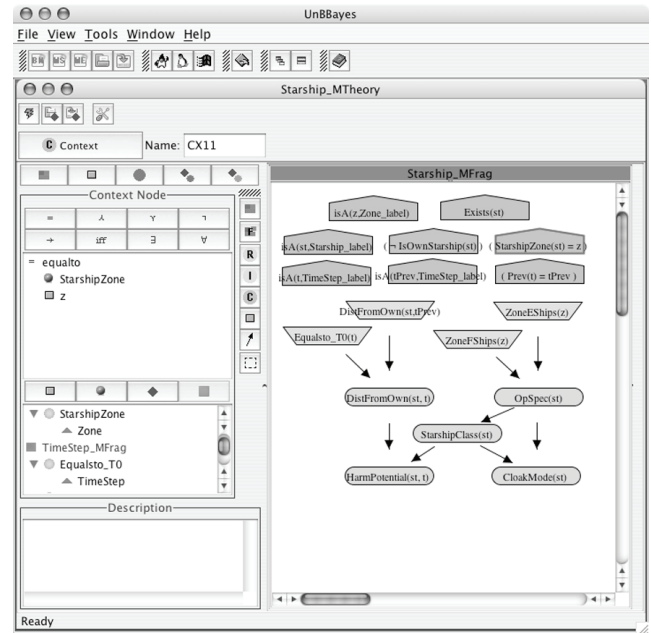 UnBBayes
File View Tools Window Help
Starship_MTheory
C Context Name: CX11
Context Node
Starship_MFrag
isA(z,Zone_label) Exists(st)
isA(st,Starship_label) (¬ IsOwnStarship(st)) ( StarshipZone(st) = z )
isA(t,TimeStep_label) isA(tPrev,TimeStep_label) ( Prev(t) = tPrev )
= equalto
StarshipZone
z
DistFromOwn(st,tPrev) ZoneEShips(z)
Equalsto_T0(t) ZoneFShips(z)
DistFromOwn(st, t) OpSpec(st)
StarshipClass(st)
HarmPotential(st, t) CloakMode(st)
= ⅄ Y ¬
→ iff ∃ ∀
R
I
C
StarshipZone
Zone
TimeStep_MFrag
Equalsto_T0
TimeStep
Description
Ready